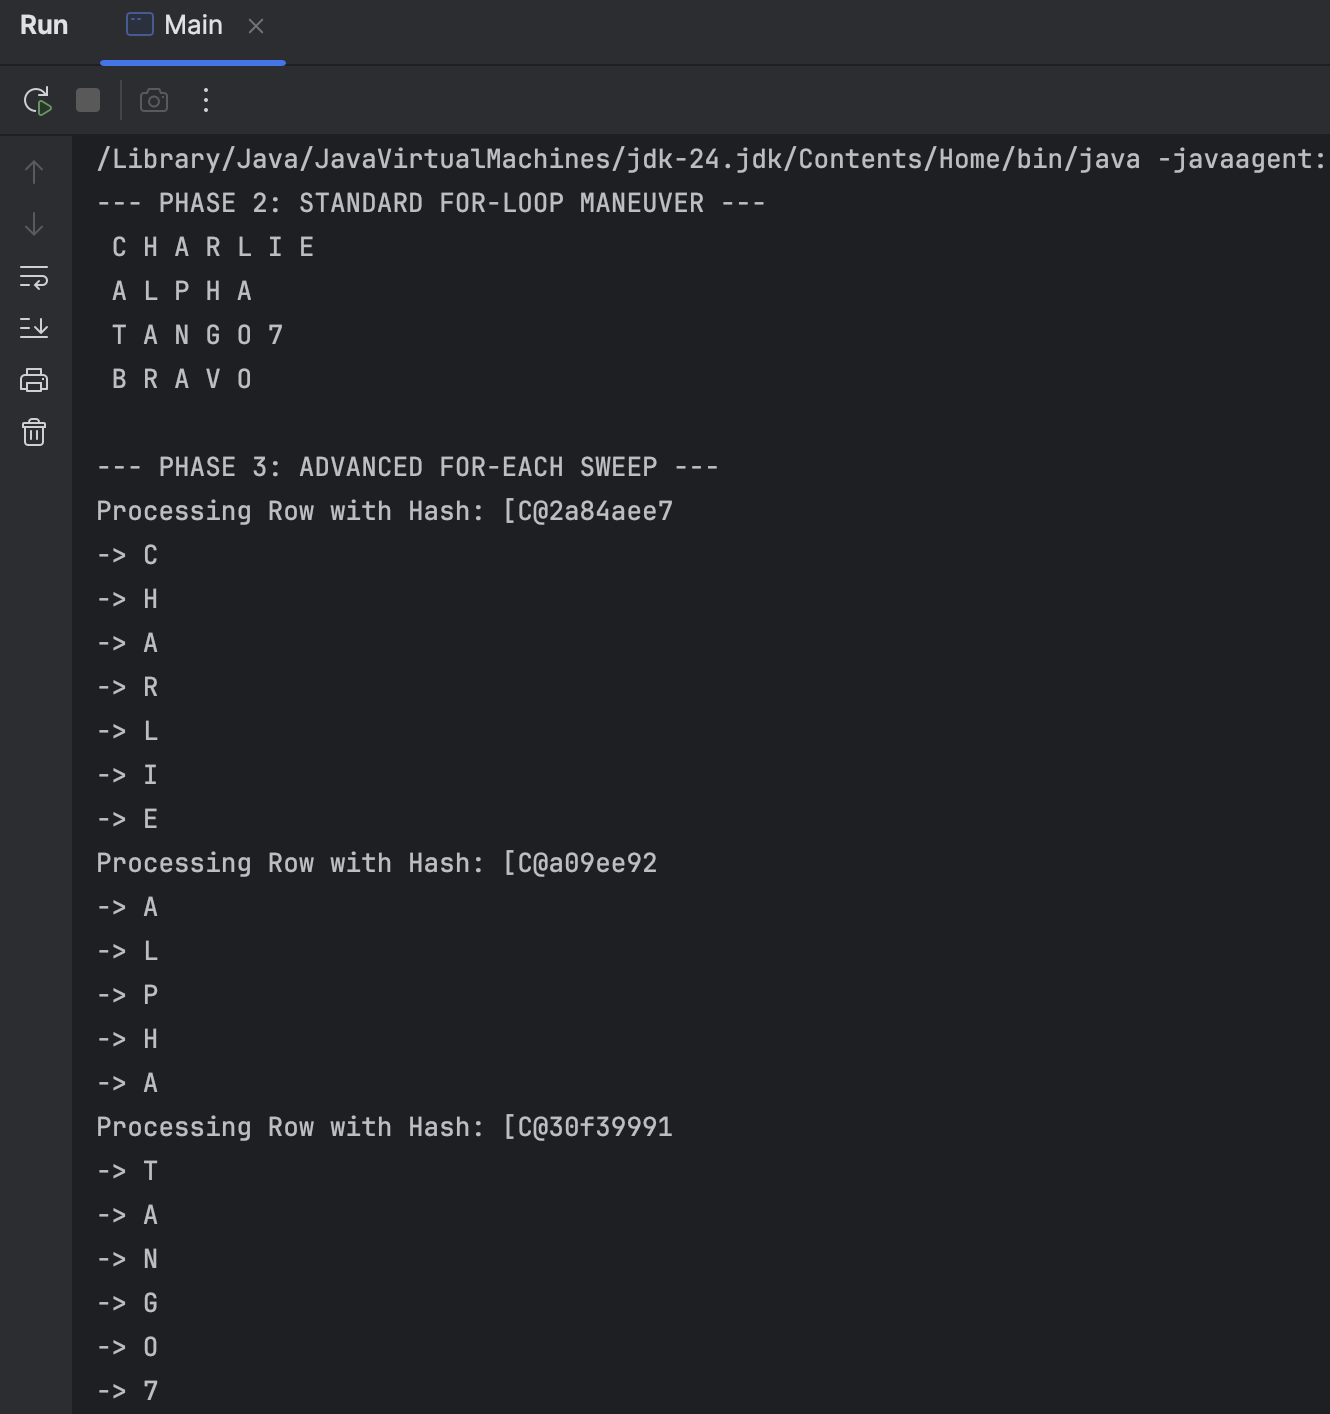 Run Main
/Library/Java/JavaVirtualMachines/jdk-24.jdk/Contents/Home/bin/java -javaagent:
--- PHASE 2: STANDARD FOR-LOOP MANEUVER ---
C H A R L I E
A L P H A
T A N G O 7
B R A V O
--- PHASE 3: ADVANCED FOR-EACH SWEEP ---
Processing Row with Hash: [C@2a84aee7
-> C
-> H
-> A
-> R
-> L
-> I
-> E
Processing Row with Hash: [C@a09ee92
-> A
-> L
-> P
-> H
-> A
Processing Row with Hash: [C@30f39991
-> T
-> A
-> N
-> G
-> O
-> 7